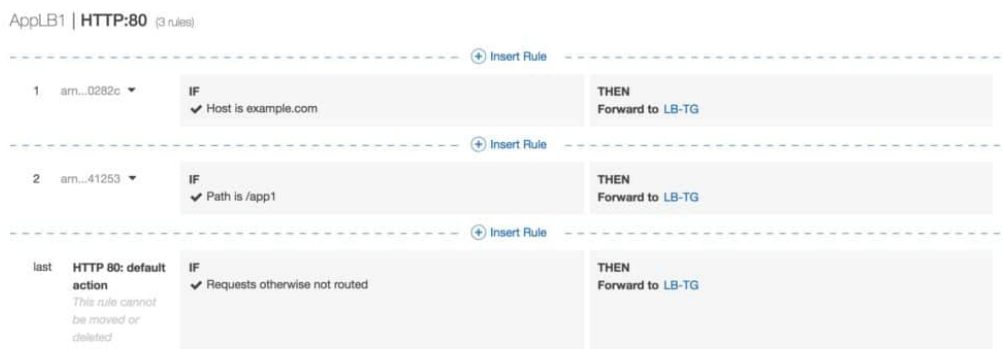 AppLB1 | HTTP:80 (3 rules)
Insert Rule
1 arn...0282c IF THEN
Host is example.com Forward to LB-TG
Insert Rule
2 arn...41253 IF THEN
Path is /app1 Forward to LB-TG
Insert Rule
last HTTP 80: default IF THEN
action Requests otherwise not routed Forward to LB-TG
This rule cannot
be moved or
deleted